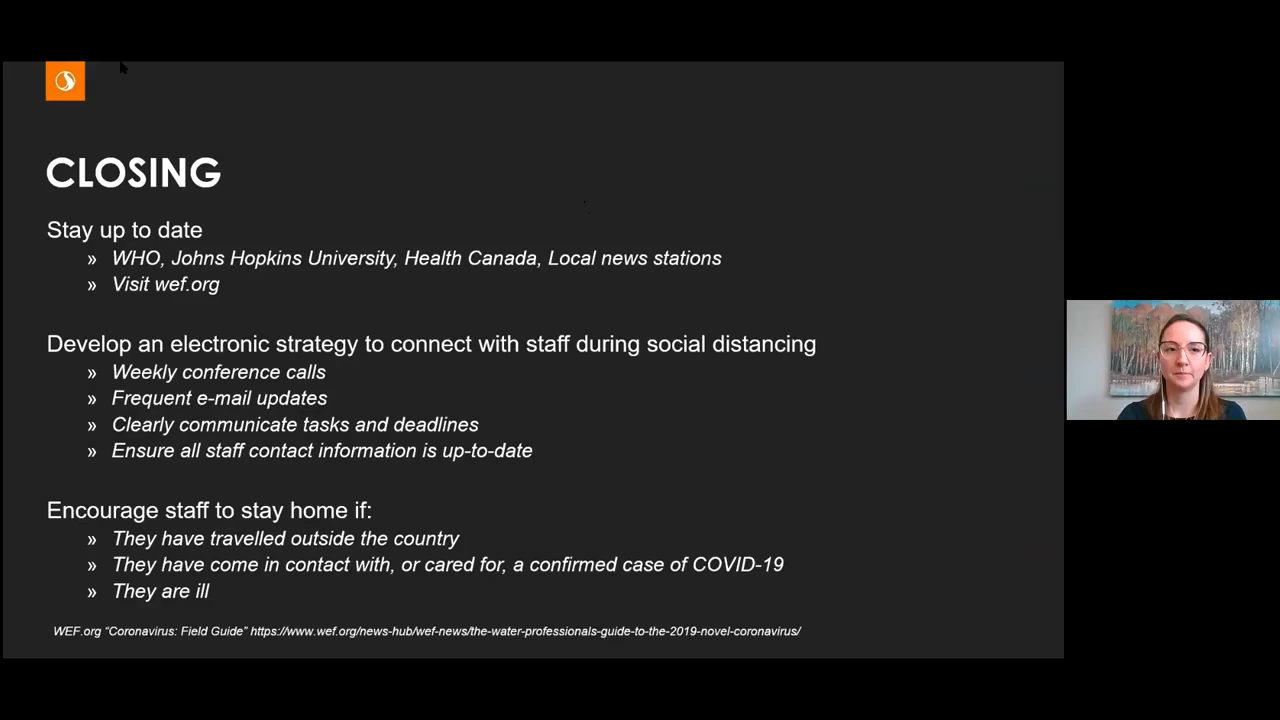 CLOSING
Stay up to date
» WHO, Johns Hopkins University, Health Canada, Local news stations
» Visit wef.org
Develop an electronic strategy to connect with staff during social distancing
» Weekly conference calls
» Frequent e-mail updates
» Clearly communicate tasks and deadlines
» Ensure all staff contact information is up-to-date
Encourage staff to stay home if:
» They have travelled outside the country
» They have come in contact with, or cared for, a confirmed case of COVID-19
» They are ill
WEF.org “Coronavirus: Field Guide” https://www.wef.org/news-hub/wef-news/the-water-professionals-guide-to-the-2019-novel-coronavirus/